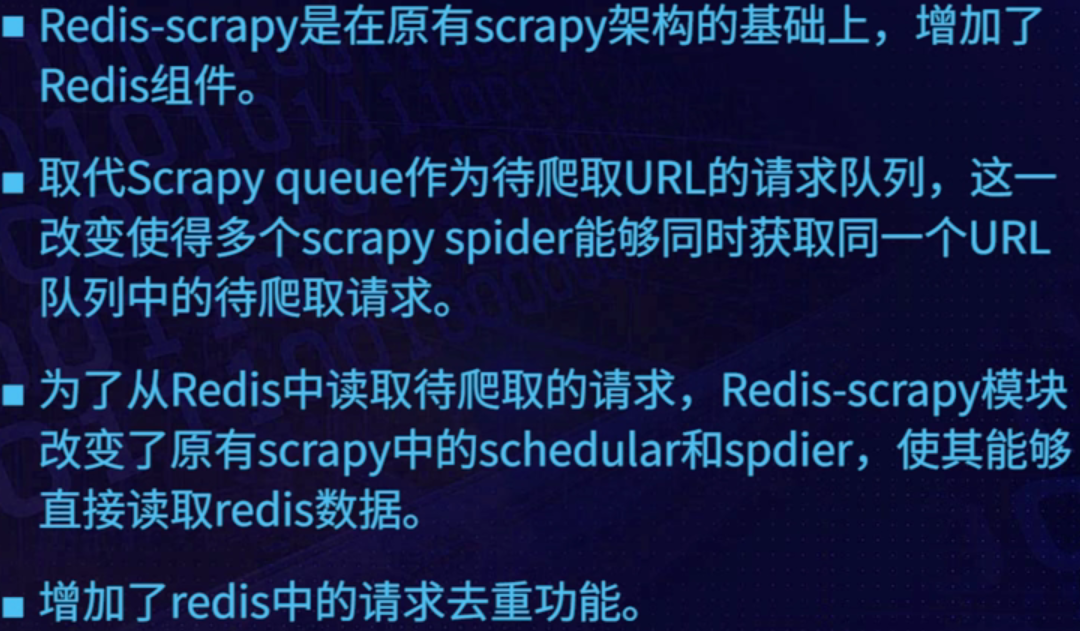 ■ Redis-scrapy是在原有scrapy架构的基础上，增加了
Redis组件。
■ 取代Scrapy queue作为待爬取URL的请求队列，这一
改变使得多个scrapy spider能够同时获取同一个URL
队列中的待爬取请求。
■ 为了从Redis中读取待爬取的请求，Redis-scrapy模块
改变了原有scrapy中的schedular和spdier，使其能够
直接读取redis数据。
■ 增加了redis中的请求去重功能。